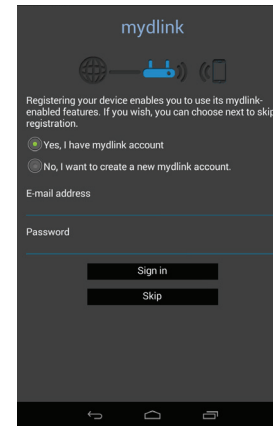 mydlink
Registering your device enables you to use its mydlink-
enabled features. If you wish, you can choose next to skip
registration.
Yes, I have mydlink account
No, I want to create a new mydlink account.
E-mail address
Password
Sign in
Skip